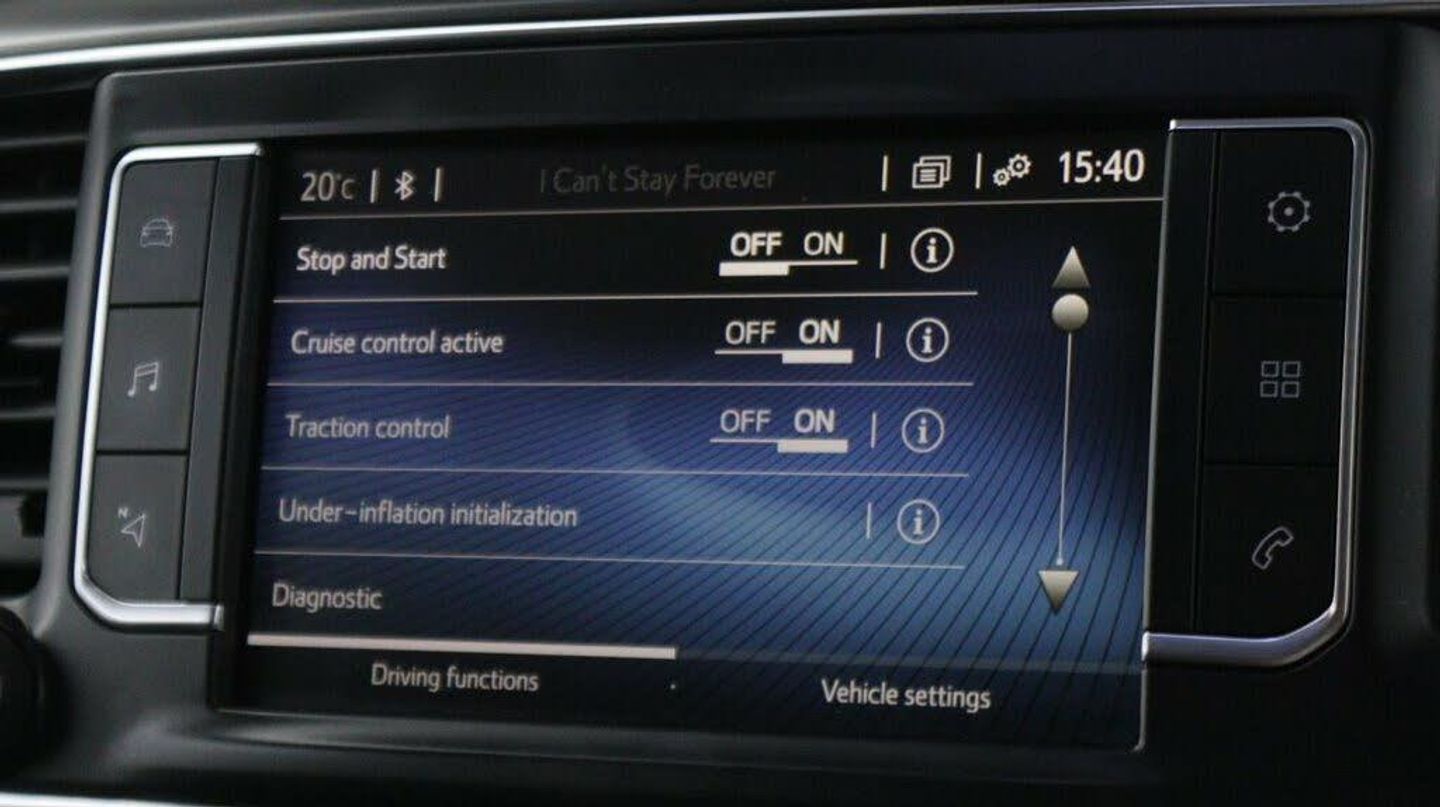 20°C | | | Can't Stay Forever | | 15:40
Stop and Start OFF ON |
Cruise control active OFF ON |
Traction control OFF ON |
Under-inflation initialization |
Diagnostic
Driving functions Vehicle settings
N